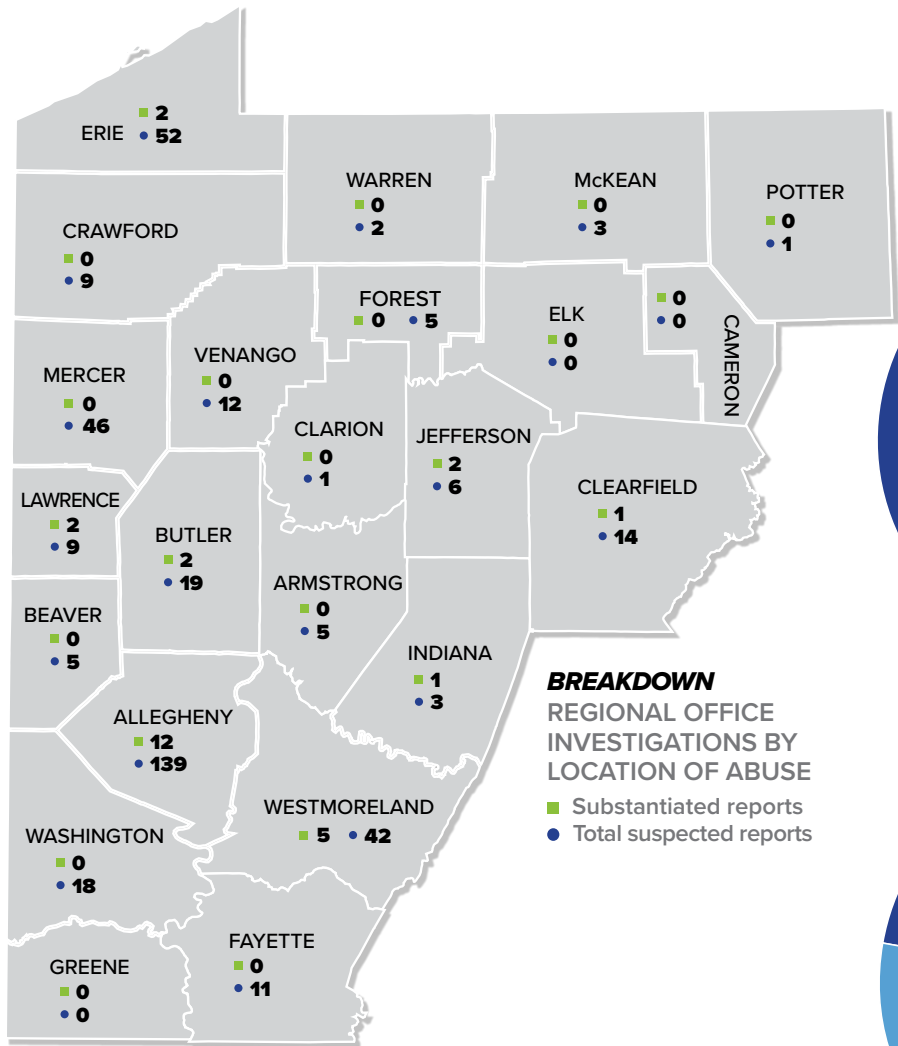 ERIE
2
52
WARREN
0
2
McKEAN
0
3
POTTER
0
1
CRAWFORD
0
9
FOREST
0 5
ELK
0
0
0
0
CAMERON
VENANGO
0
12
MERCER
0
46
CLARION
0
1
JEFFERSON
2
6
CLEARFIELD
1
14
LAWRENCE
2
9
BUTLER
2
19
ARMSTRONG
0
5
BEAVER
0
5
INDIANA
1
3
ALLEGHENY
12
139
WESTMORELAND
5 42
WASHINGTON
0
18
FAYETTE
0
11
GREENE
0
0
BREAKDOWN
REGIONAL OFFICE
INVESTIGATIONS BY
LOCATION OF ABUSE
Substantiated reports
Total suspected reports